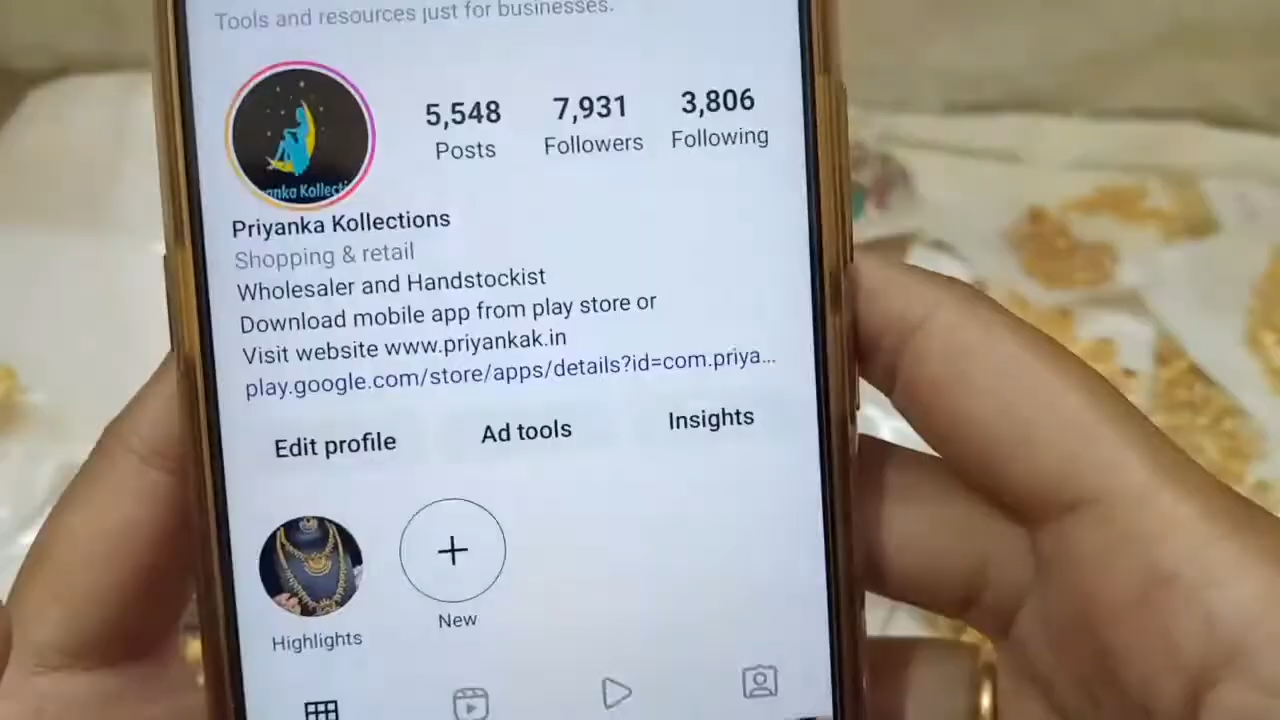 Tools and resources just for businesses.
5,548 7,931 3,806
Posts Followers Following
anka Kollecti
Priyanka Kollections
Shopping & retail
Wholesaler and Handstockist
Download mobile app from play store or
Visit website www.priyankak.in
play.google.com/store/apps/details?id=com.priya...
Edit profile Ad tools Insights
Highlights New